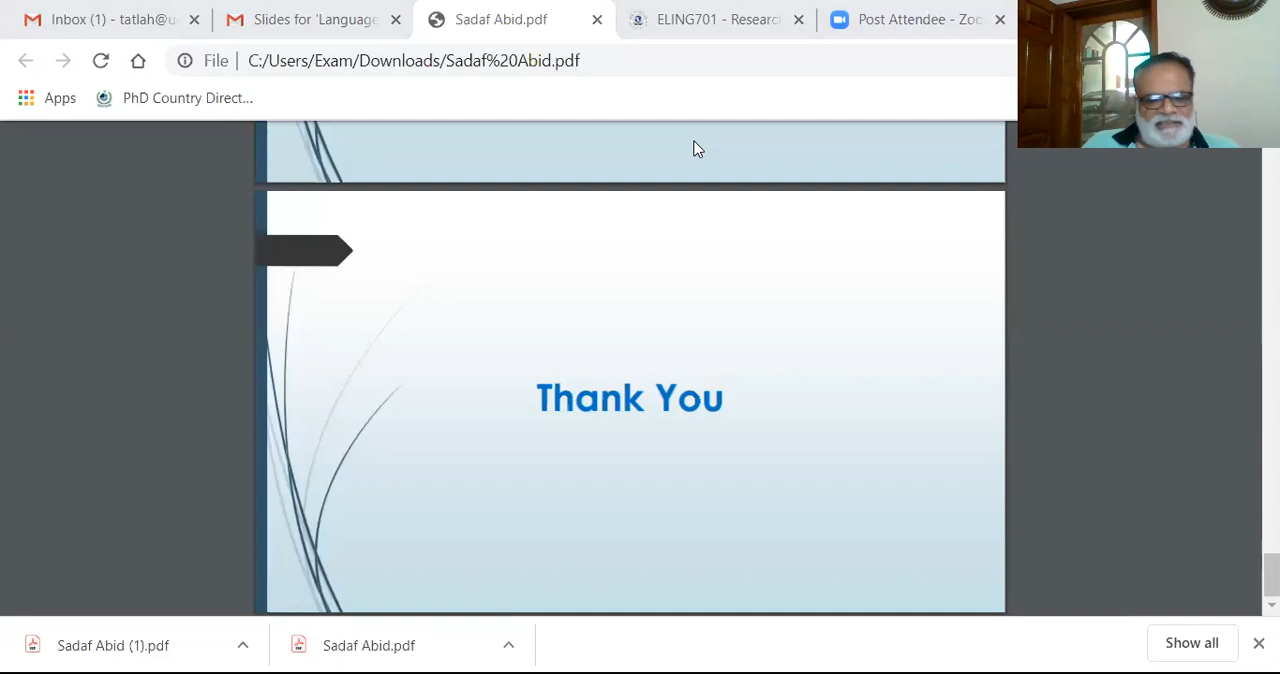 Inbox (1) - tatlah@u
Slides for 'Language
Sadaf Abid.pdf
ELING701 - Researc
Post Attendee - Zoo
File
C:/Users/Exam/Downloads/Sadaf%20Abid.pdf
Apps
PhD Country Direct...
Thank You
Sadaf Abid (1).pdf
Sadaf Abid.pdf
Show all